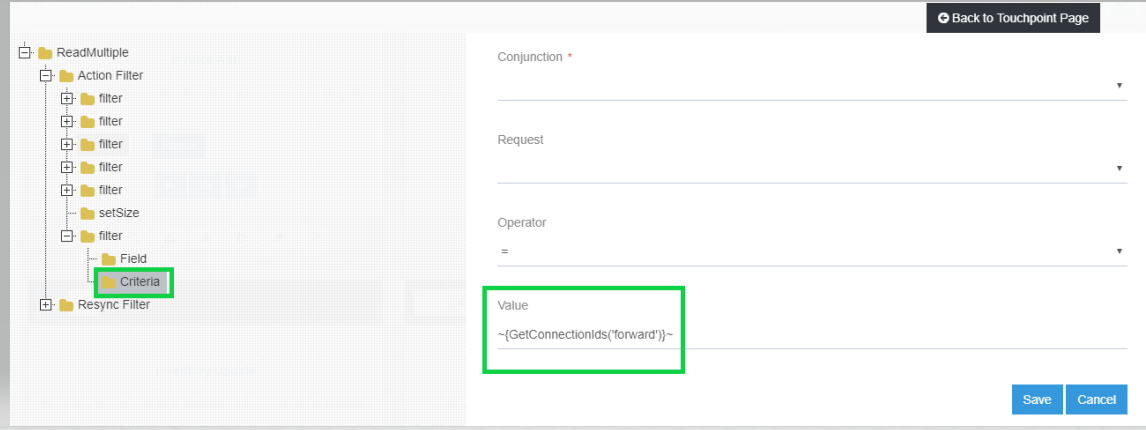 Back to Touchpoint Page
ReadMultiple
Action Filter
filter
filter
filter
filter
filter
setSize
filter
Field
Criteria
Resync Filter
Conjunction *
Request
Operator
=
Value
~{GetConnectionIds('forward')}~
Save
Cancel